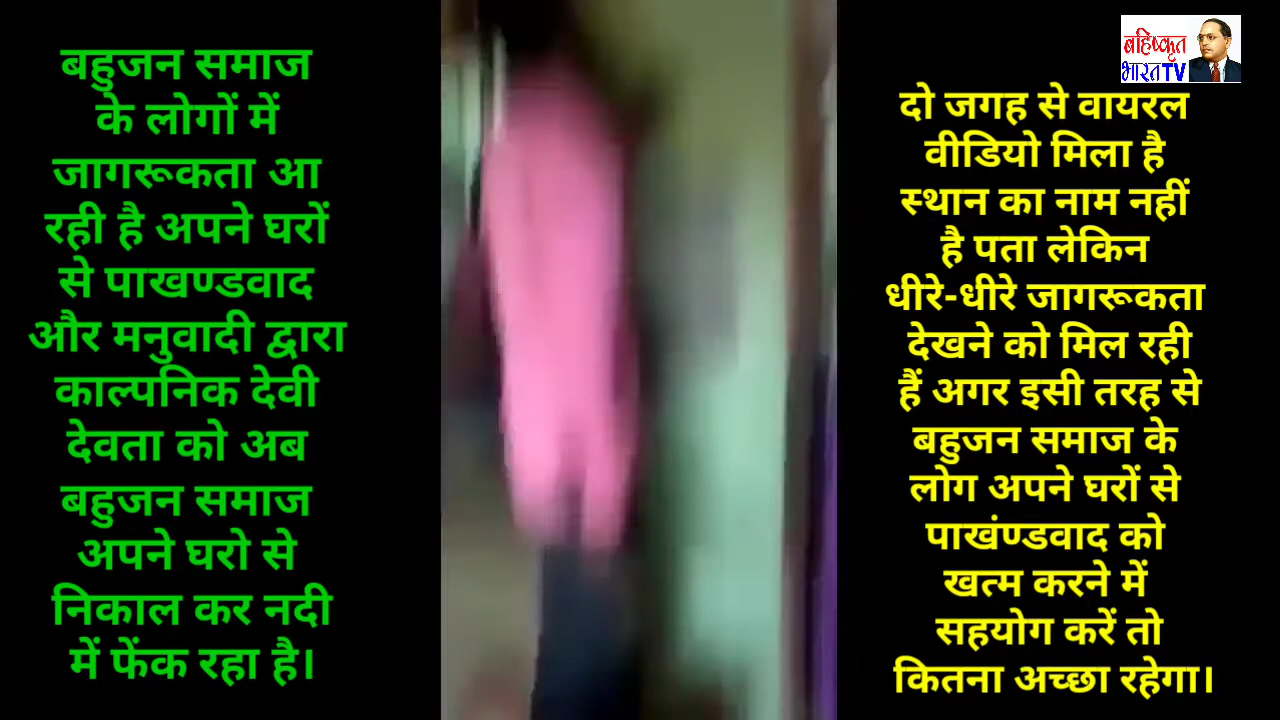 बहुजन समाज
के लोगों में
जागरूकता आ
रही है अपने घरों
से पाखण्डवाद
और मनुवादी द्वारा
काल्पनिक देवी
देवता को अब
बहुजन समाज
अपने घरो से
निकाल कर नदी
में फेंक रहा है।
बहिष्कृत
भारत TV
दो जगह से वायरल
वीडियो मिला है
स्थान का नाम नहीं
है पता लेकिन
धीरे-धीरे जागरूकता
देखने को मिल रही
हैं अगर इसी तरह से
बहुजन समाज के
लोग अपने घरों से
पाखंण्डवाद को
खत्म करने में
सहयोग करें तो
कितना अच्छा रहेगा।